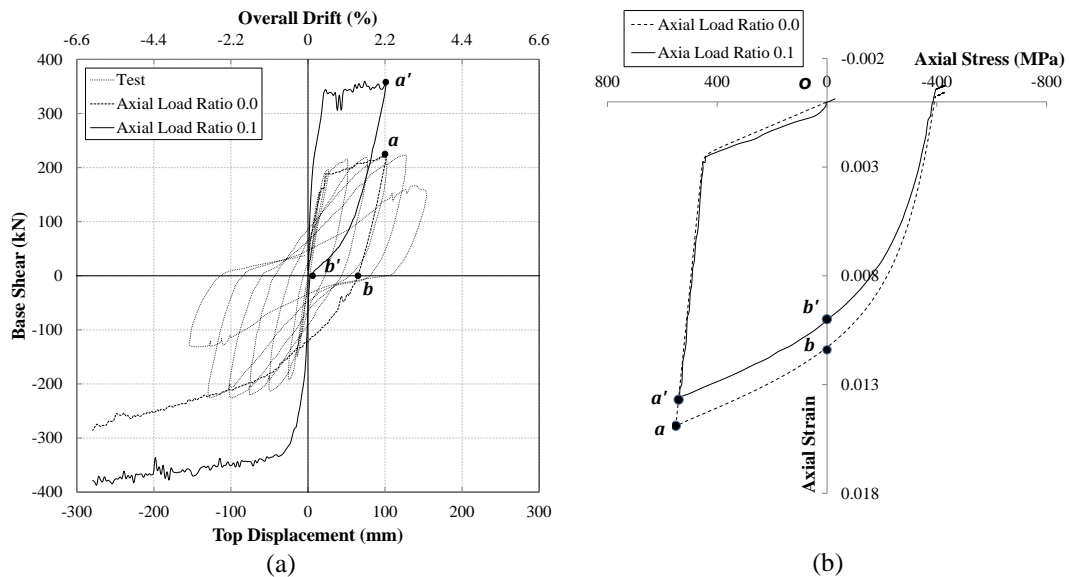 Overall Drift (%)
-6.6 -4.4 -2.2 0 2.2 4.4 6.6
400
300
200
100
0
-100
-200
-300
-400
Base Shear (kN)
Test
Axial Load Ratio 0.0
Axial Load Ratio 0.1
a'
a
b'
b
-300 -200 -100 0 100 200 300
Top Displacement (mm)
(a)
Axial Load Ratio 0.0
Axia Load Ratio 0.1
-0.002
Axial Stress (MPa)
800 400 O 0 -400 -800
0.003
0.008
0.013
0.018
b'
b
a'
a
Axial Strain
(b)